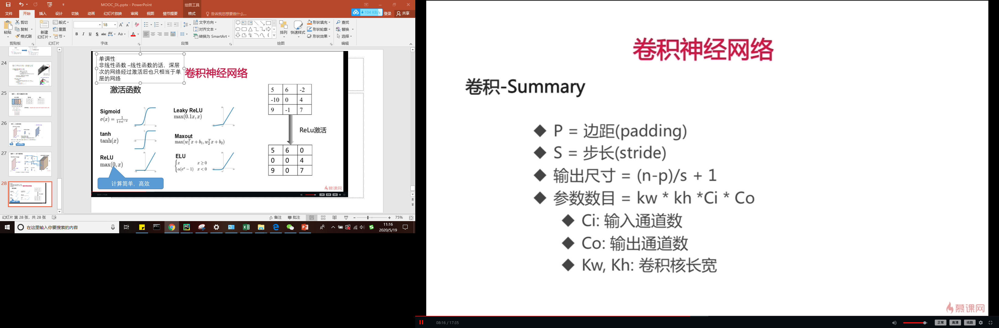 MOOC_DL.pptx - PowerPoint
绘图工具
文件 开始 插入 设计 切换 动画 幻灯片放映 审阅 视图 情节提要 格式 告诉我您想要做什么... 104 KB/s 登录 共享
粘贴 剪切 复制 格式刷 剪贴板
新建 幻灯片 版式 重置 节 幻灯片
18 B I U S abc AV Aa A 字体
文字方向 对齐文本 转换为 SmartArt 段落
排列 快速样式 形状填充 形状轮廓 形状效果 绘图
查找 替换 选择 编辑
24
25
26
27
28
单调性
非线性函数 –线性函数的话，深层
次的网络经过激活后也只相当于单
层的网络
卷积神经网络
激活函数
Sigmoid
σ(x) = 1/(1+e^-x)
tanh
tanh(x)
ReLU
max(0, x)
计算简单，高效
Leaky ReLU
max(0.1x, x)
Maxout
max(w₁ᵀx + b₁, w₂ᵀx + b₂)
ELU
x x ≥ 0
α(eˣ − 1) x < 0
5 6 -2
-10 0 4
9 -1 7
ReLu激活
5 6 0
0 0 4
9 0 7
慕课网
幻灯片 第 28 张，共 28 张 备注 批注 75%
在这里输入你要搜索的内容
11:16
2020/5/19
卷积神经网络
卷积-Summary
◆ P = 边距(padding)
◆ S = 步长(stride)
◆ 输出尺寸 = (n-p)/s + 1
◆ 参数数目 = kw * kh *Ci * Co
◆ Ci: 输入通道数
◆ Co: 输出通道数
◆ Kw, Kh: 卷积核长宽
慕课网
08:16 / 17:35 正常 高清 线路